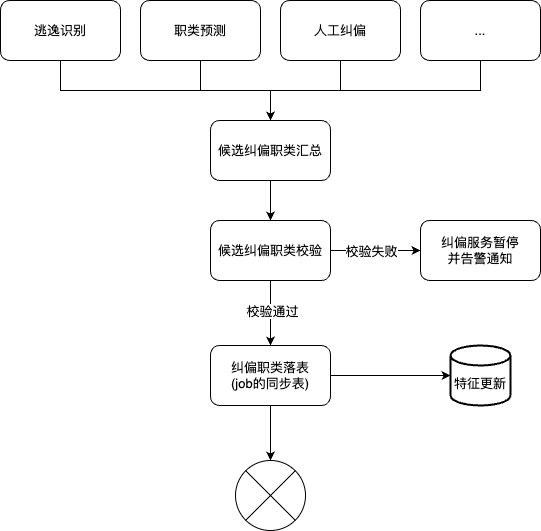 逃逸识别
职类预测
人工纠偏
...
候选纠偏职类汇总
候选纠偏职类校验
校验失败
纠偏服务暂停
并告警通知
校验通过
纠偏职类落表
(job的同步表)
特征更新